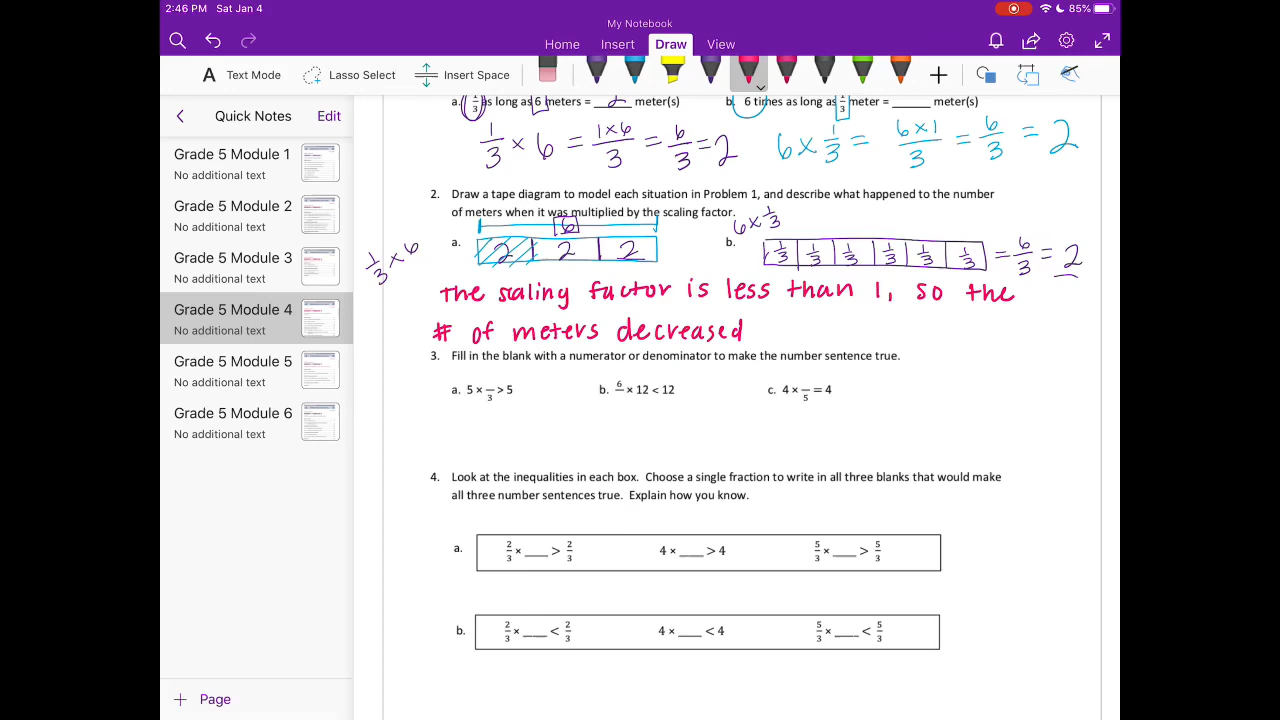 2:46 PM Sat Jan 4
85%
My Notebook
Home Insert Draw View
A Text Mode Lasso Select Insert Space
Quick Notes Edit
Grade 5 Module 1
No additional text
Grade 5 Module 2
No additional text
Grade 5 Module 3
No additional text
Grade 5 Module 4
No additional text
Grade 5 Module 5
No additional text
Grade 5 Module 6
No additional text
+ Page
a. 1/3 as long as 6 meters = 2 meter(s) b. 6 times as long as 1/3 meter = ____ meter(s)
1/3 × 6 = 1×6/3 = 6/3 = 2 6 × 1/3 = 6×1/3 = 6/3 = 2
2. Draw a tape diagram to model each situation in Problem 1, and describe what happened to the number
of meters when it was multiplied by the scaling factor.
6 6 × 1/3
a. 2 2 2 b. 1/3 1/3 1/3 1/3 1/3 1/3 = 6/3 = 2
1/3 × 6
The scaling factor is less than 1, so the
# of meters decreased
3. Fill in the blank with a numerator or denominator to make the number sentence true.
a. 5 × _/3 > 5 b. 6/_ × 12 < 12 c. 4 × _/5 = 4
4. Look at the inequalities in each box. Choose a single fraction to write in all three blanks that would make
all three number sentences true. Explain how you know.
a. 2/3 × ____ > 2/3 4 × ____ > 4 5/3 × ____ > 5/3
b. 2/3 × ____ < 2/3 4 × ____ < 4 5/3 × ____ < 5/3